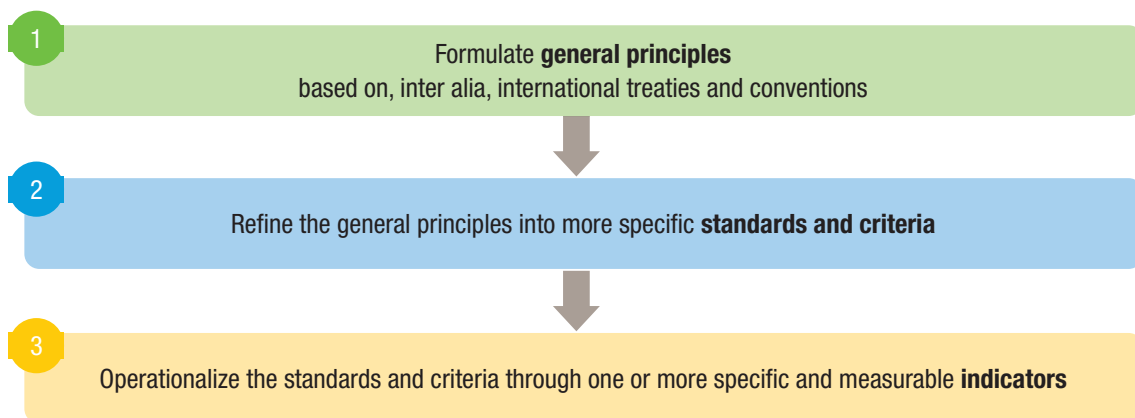 1
Formulate general principles
based on, inter alia, international treaties and conventions
2
Refine the general principles into more specific standards and criteria
3
Operationalize the standards and criteria through one or more specific and measurable indicators